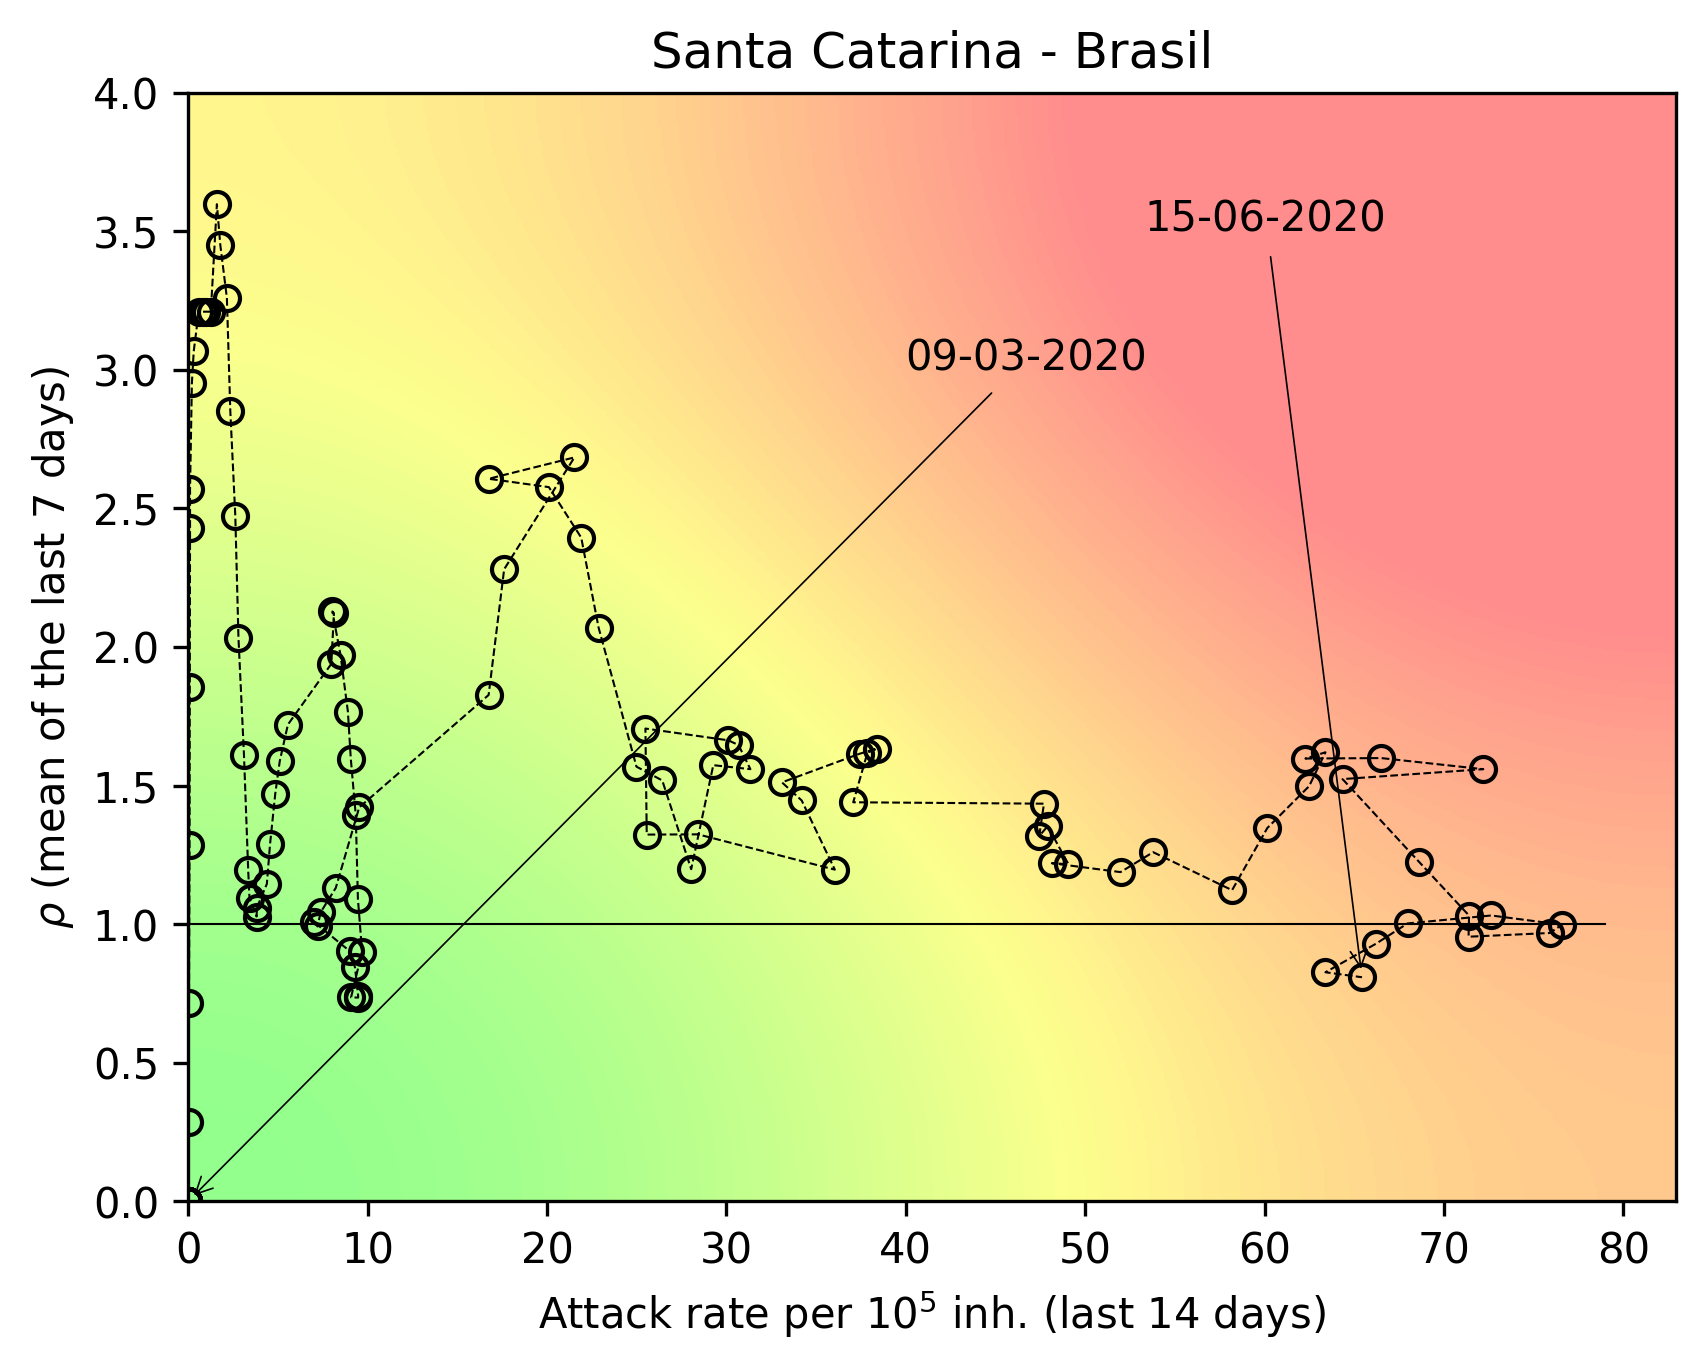 Santa Catarina - Brasil
4.0
3.5
3.0
2.5
2.0
1.5
1.0
0.5
0.0
ρ (mean of the last 7 days)
15-06-2020
09-03-2020
0 10 20 30 40 50 60 70 80
Attack rate per 10⁵ inh. (last 14 days)